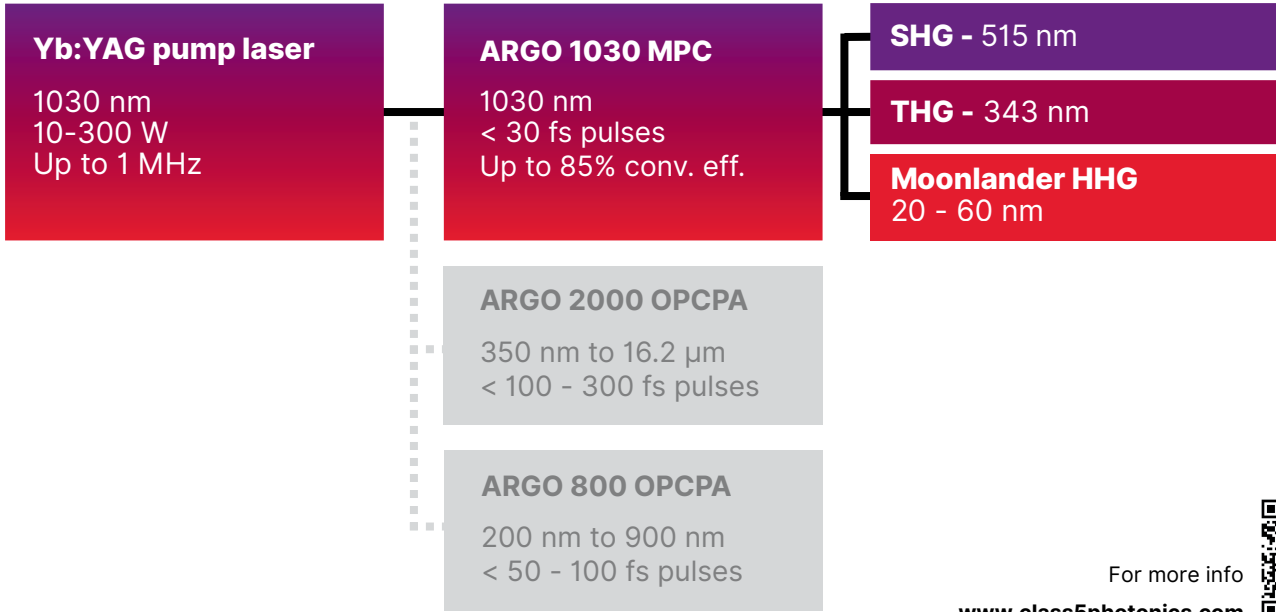 Yb:YAG pump laser
1030 nm
10-300 W
Up to 1 MHz
ARGO 1030 MPC
1030 nm
< 30 fs pulses
Up to 85% conv. eff.
SHG - 515 nm
THG - 343 nm
Moonlander HHG
20 - 60 nm
ARGO 2000 OPCPA
350 nm to 16.2 µm
< 100 - 300 fs pulses
ARGO 800 OPCPA
200 nm to 900 nm
< 50 - 100 fs pulses
For more info
www.class5photonics.com